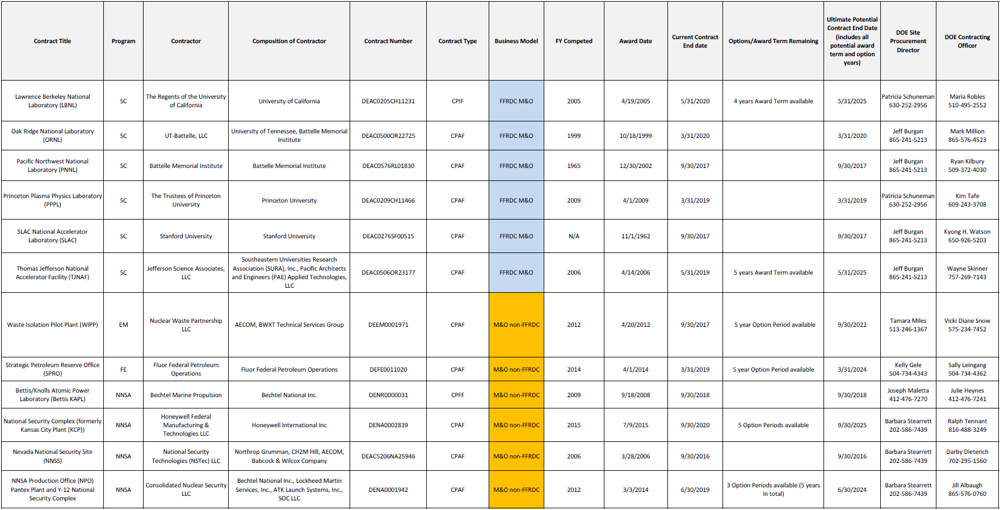 Contract Title
Program
Contractor
Composition of Contractor
Contract Number
Contract Type
Business Model
FY Competed
Award Date
Current Contract
End date
Options/Award Term Remaining
Ultimate Potential
Contract End Date
(includes all
potential award
term and option
years)
DOE Site
Procurement
Director
DOE Contracting
Officer
Lawrence Berkeley National
Laboratory (LBNL)
SC
The Regents of the University
of California
University of California
DEAC0205CH11231
CPIF
FFRDC M&O
2005
4/19/2005
5/31/2020
4 years Award Term available
5/31/2025
Patricia Schuneman
630-252-2956
Maria Robles
510-495-2552
Oak Ridge National Laboratory
(ORNL)
SC
UT-Battelle, LLC
University of Tennessee, Battelle Memorial
Institute
DEAC0500OR22725
CPAF
FFRDC M&O
1999
10/18/1999
3/31/2020
3/31/2020
Jeff Burgan
865-241-5213
Mark Million
865-576-4523
Pacific Northwest National
Laboratory (PNNL)
SC
Battelle Memorial Institute
Battelle Memorial Institute
DEAC0576RL01830
CPAF
FFRDC M&O
1965
12/30/2002
9/30/2017
9/30/2017
Jeff Burgan
865-241-5213
Ryan Kilbury
509-372-4030
Princeton Plasma Physics Laboratory
(PPPL)
SC
The Trustees of Princeton
University
Princeton University
DEAC0209CH11466
CPAF
FFRDC M&O
2009
4/1/2009
3/31/2019
3/31/2019
Patricia Schuneman
630-252-2956
Kim Tafe
609-243-3708
SLAC National Accelerator
Laboratory (SLAC)
SC
Stanford University
Stanford University
DEAC0276SF00515
CPAF
FFRDC M&O
N/A
11/1/1962
9/30/2017
9/30/2017
Jeff Burgan
865-241-5213
Kyong H. Watson
650-926-5203
Thomas Jefferson National
Accelerator Facility (TJNAF)
SC
Jefferson Science Associates,
LLC
Southeastern Universities Research
Association (SURA), Inc., Pacific Architects
and Engineers (PAE) Applied Technologies,
LLC
DEAC0506OR23177
CPAF
FFRDC M&O
2006
4/14/2006
5/31/2019
5 years Award Term available
5/31/2025
Jeff Burgan
865-241-5213
Wayne Skinner
757-269-7143
Waste Isolation Pilot Plant (WIPP)
EM
Nuclear Waste Partnership
LLC
AECOM, BWXT Technical Services Group
DEEM0001971
CPAF
M&O non-FFRDC
2012
4/20/2012
9/30/2017
5 year Option Period available
9/30/2022
Tamara Miles
513-246-1367
Vicki Diane Snow
575-234-7452
Strategic Petroleum Reserve Office
(SPRO)
FE
Fluor Federal Petroleum
Operations
Fluor Federal Petroleum Operations
DEFE0011020
CPAF
M&O non-FFRDC
2014
4/1/2014
3/31/2019
5 year Option Period available
3/31/2024
Kelly Gele
504-734-4343
Sally Leingang
504-734-4362
Bettis/Knolls Atomic Power
Laboratory (Bettis KAPL)
NNSA
Bechtel Marine Propulsion
Bechtel National Inc.
DENR0000031
CPFF
M&O non-FFRDC
2009
9/18/2008
9/30/2018
9/30/2018
Joseph Maletta
412-476-7270
Julie Heynes
412-476-7241
National Security Complex (formerly
Kansas City Plant (KCP))
NNSA
Honeywell Federal
Manufacturing &
Technologies LLC
Honeywell International Inc
DENA0002839
CPAF
M&O non-FFRDC
2015
7/9/2015
9/30/2020
5 Option Periods available
9/30/2025
Barbara Stearrett
202-586-7439
Ralph Tennant
816-488-3249
Nevada National Security Site
(NNSS)
NNSA
National Security
Technologies (NSTec) LLC
Northrop Grumman, CH2M Hill, AECOM,
Babcock & Wilcox Company
DEAC5206NA25946
CPAF
M&O non-FFRDC
2006
3/28/2006
9/30/2016
9/30/2016
Barbara Stearrett
202-586-7439
Darby Dieterich
702-295-1560
NNSA Production Office (NPO)
Pantex Plant and Y-12 National
Security Complex
NNSA
Consolidated Nuclear Security
LLC
Bechtel National Inc., Lockheed Martin
Services, Inc., ATK Launch Systems, Inc.,
SOC LLC
DENA0001942
CPAF
M&O non-FFRDC
2012
3/3/2014
6/30/2019
3 Option Periods available (5 years
in total)
6/30/2024
Barbara Stearrett
202-586-7439
Jill Albaugh
865-576-0760